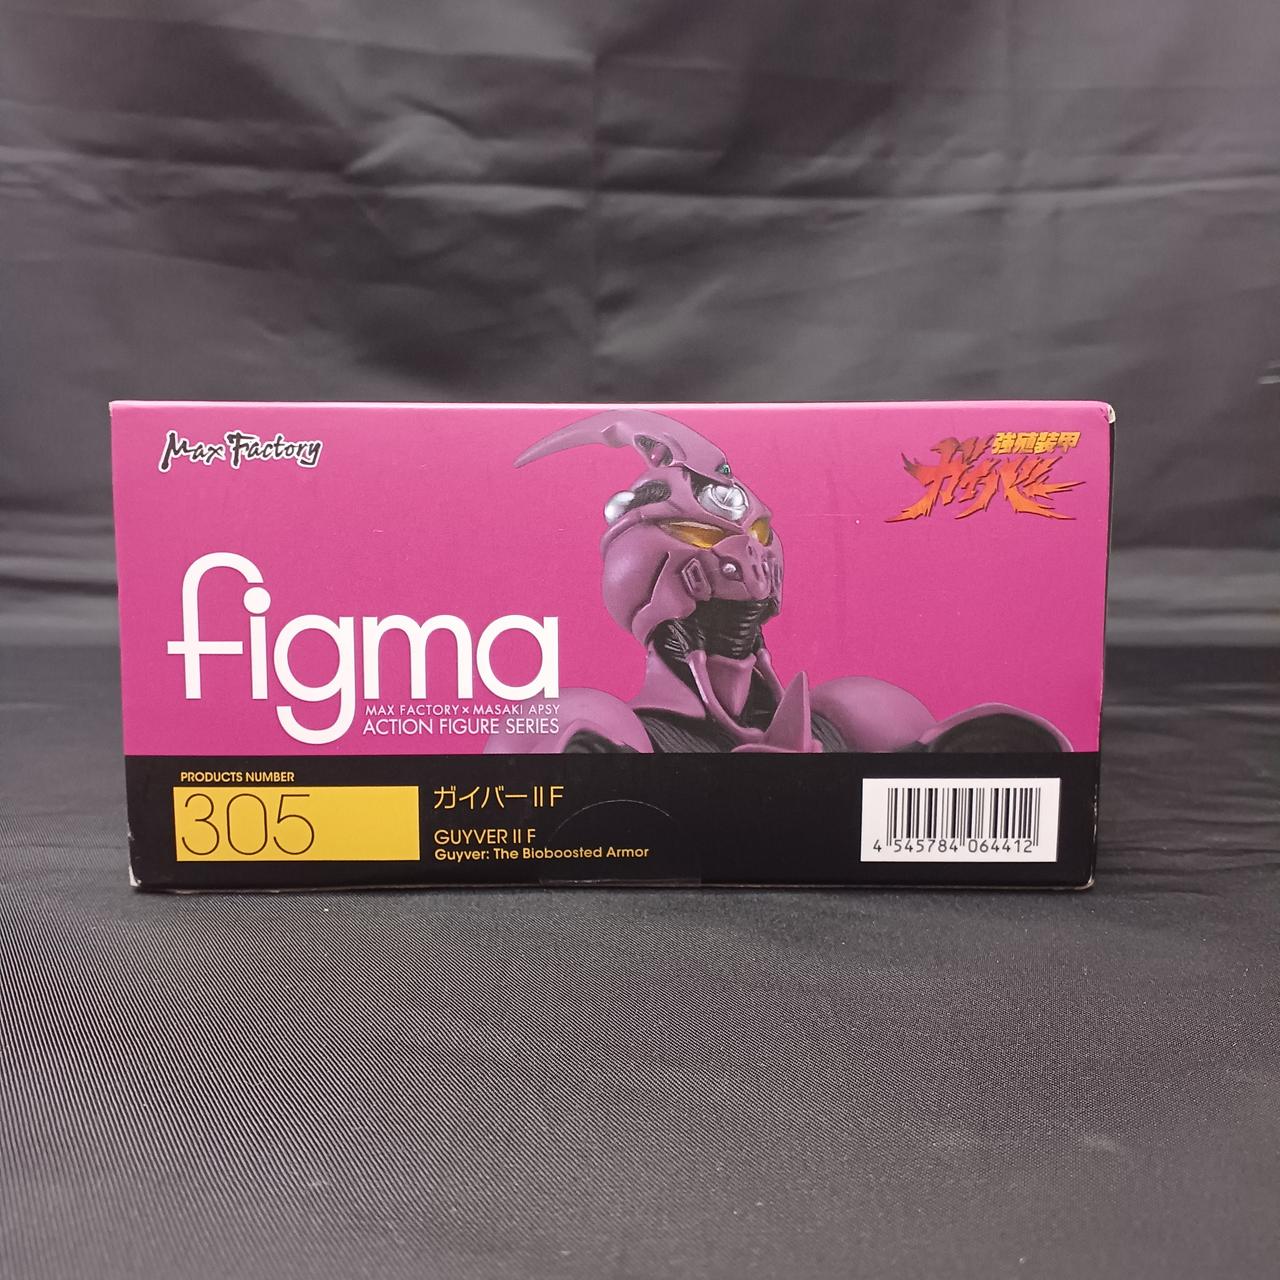 Max Factory
強殖装甲
ガイバー
figma
MAX FACTORY × MASAKI APSY
ACTION FIGURE SERIES
PRODUCTS NUMBER
305
ガイバーII F
GUYVER II F
Guyver: The Bioboosted Armor
4 545784 064412